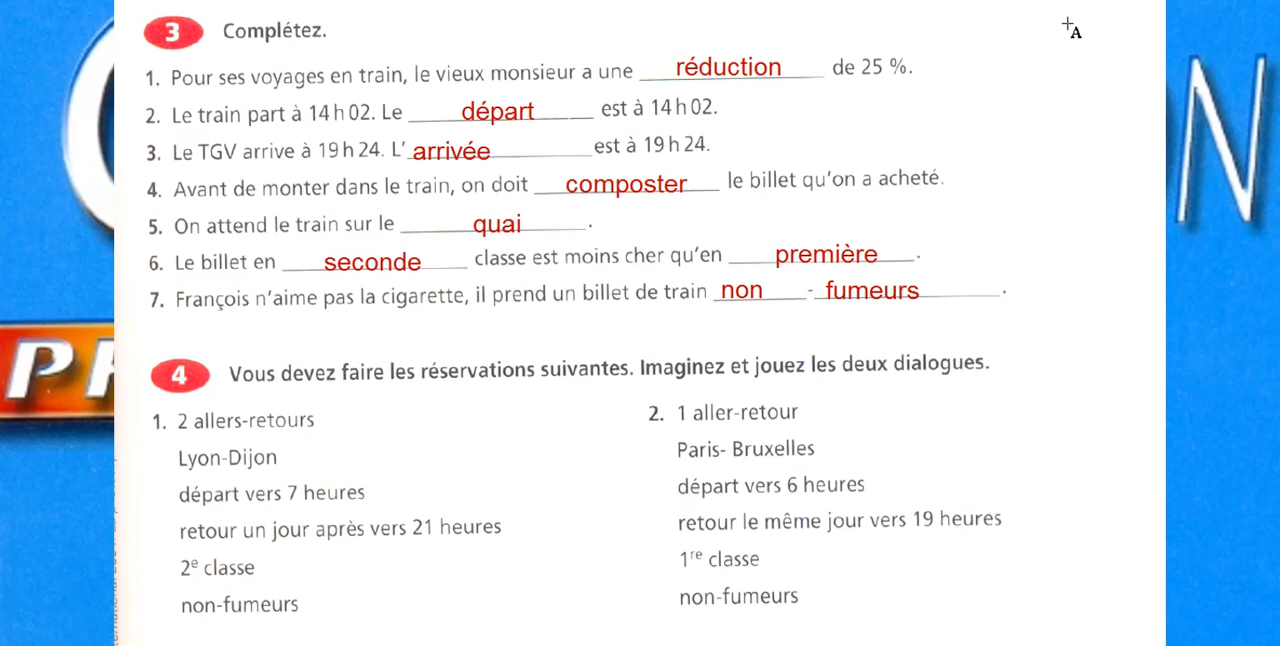 3 Complétez.
1. Pour ses voyages en train, le vieux monsieur a une réduction de 25 %.
2. Le train part à 14 h 02. Le départ est à 14 h 02.
3. Le TGV arrive à 19 h 24. L' arrivée est à 19 h 24.
4. Avant de monter dans le train, on doit composter le billet qu'on a acheté.
5. On attend le train sur le quai.
6. Le billet en seconde classe est moins cher qu'en première.
7. François n'aime pas la cigarette, il prend un billet de train non - fumeurs.
4 Vous devez faire les réservations suivantes. Imaginez et jouez les deux dialogues.
1. 2 allers-retours
Lyon-Dijon
départ vers 7 heures
retour un jour après vers 21 heures
2e classe
non-fumeurs
2. 1 aller-retour
Paris- Bruxelles
départ vers 6 heures
retour le même jour vers 19 heures
1re classe
non-fumeurs